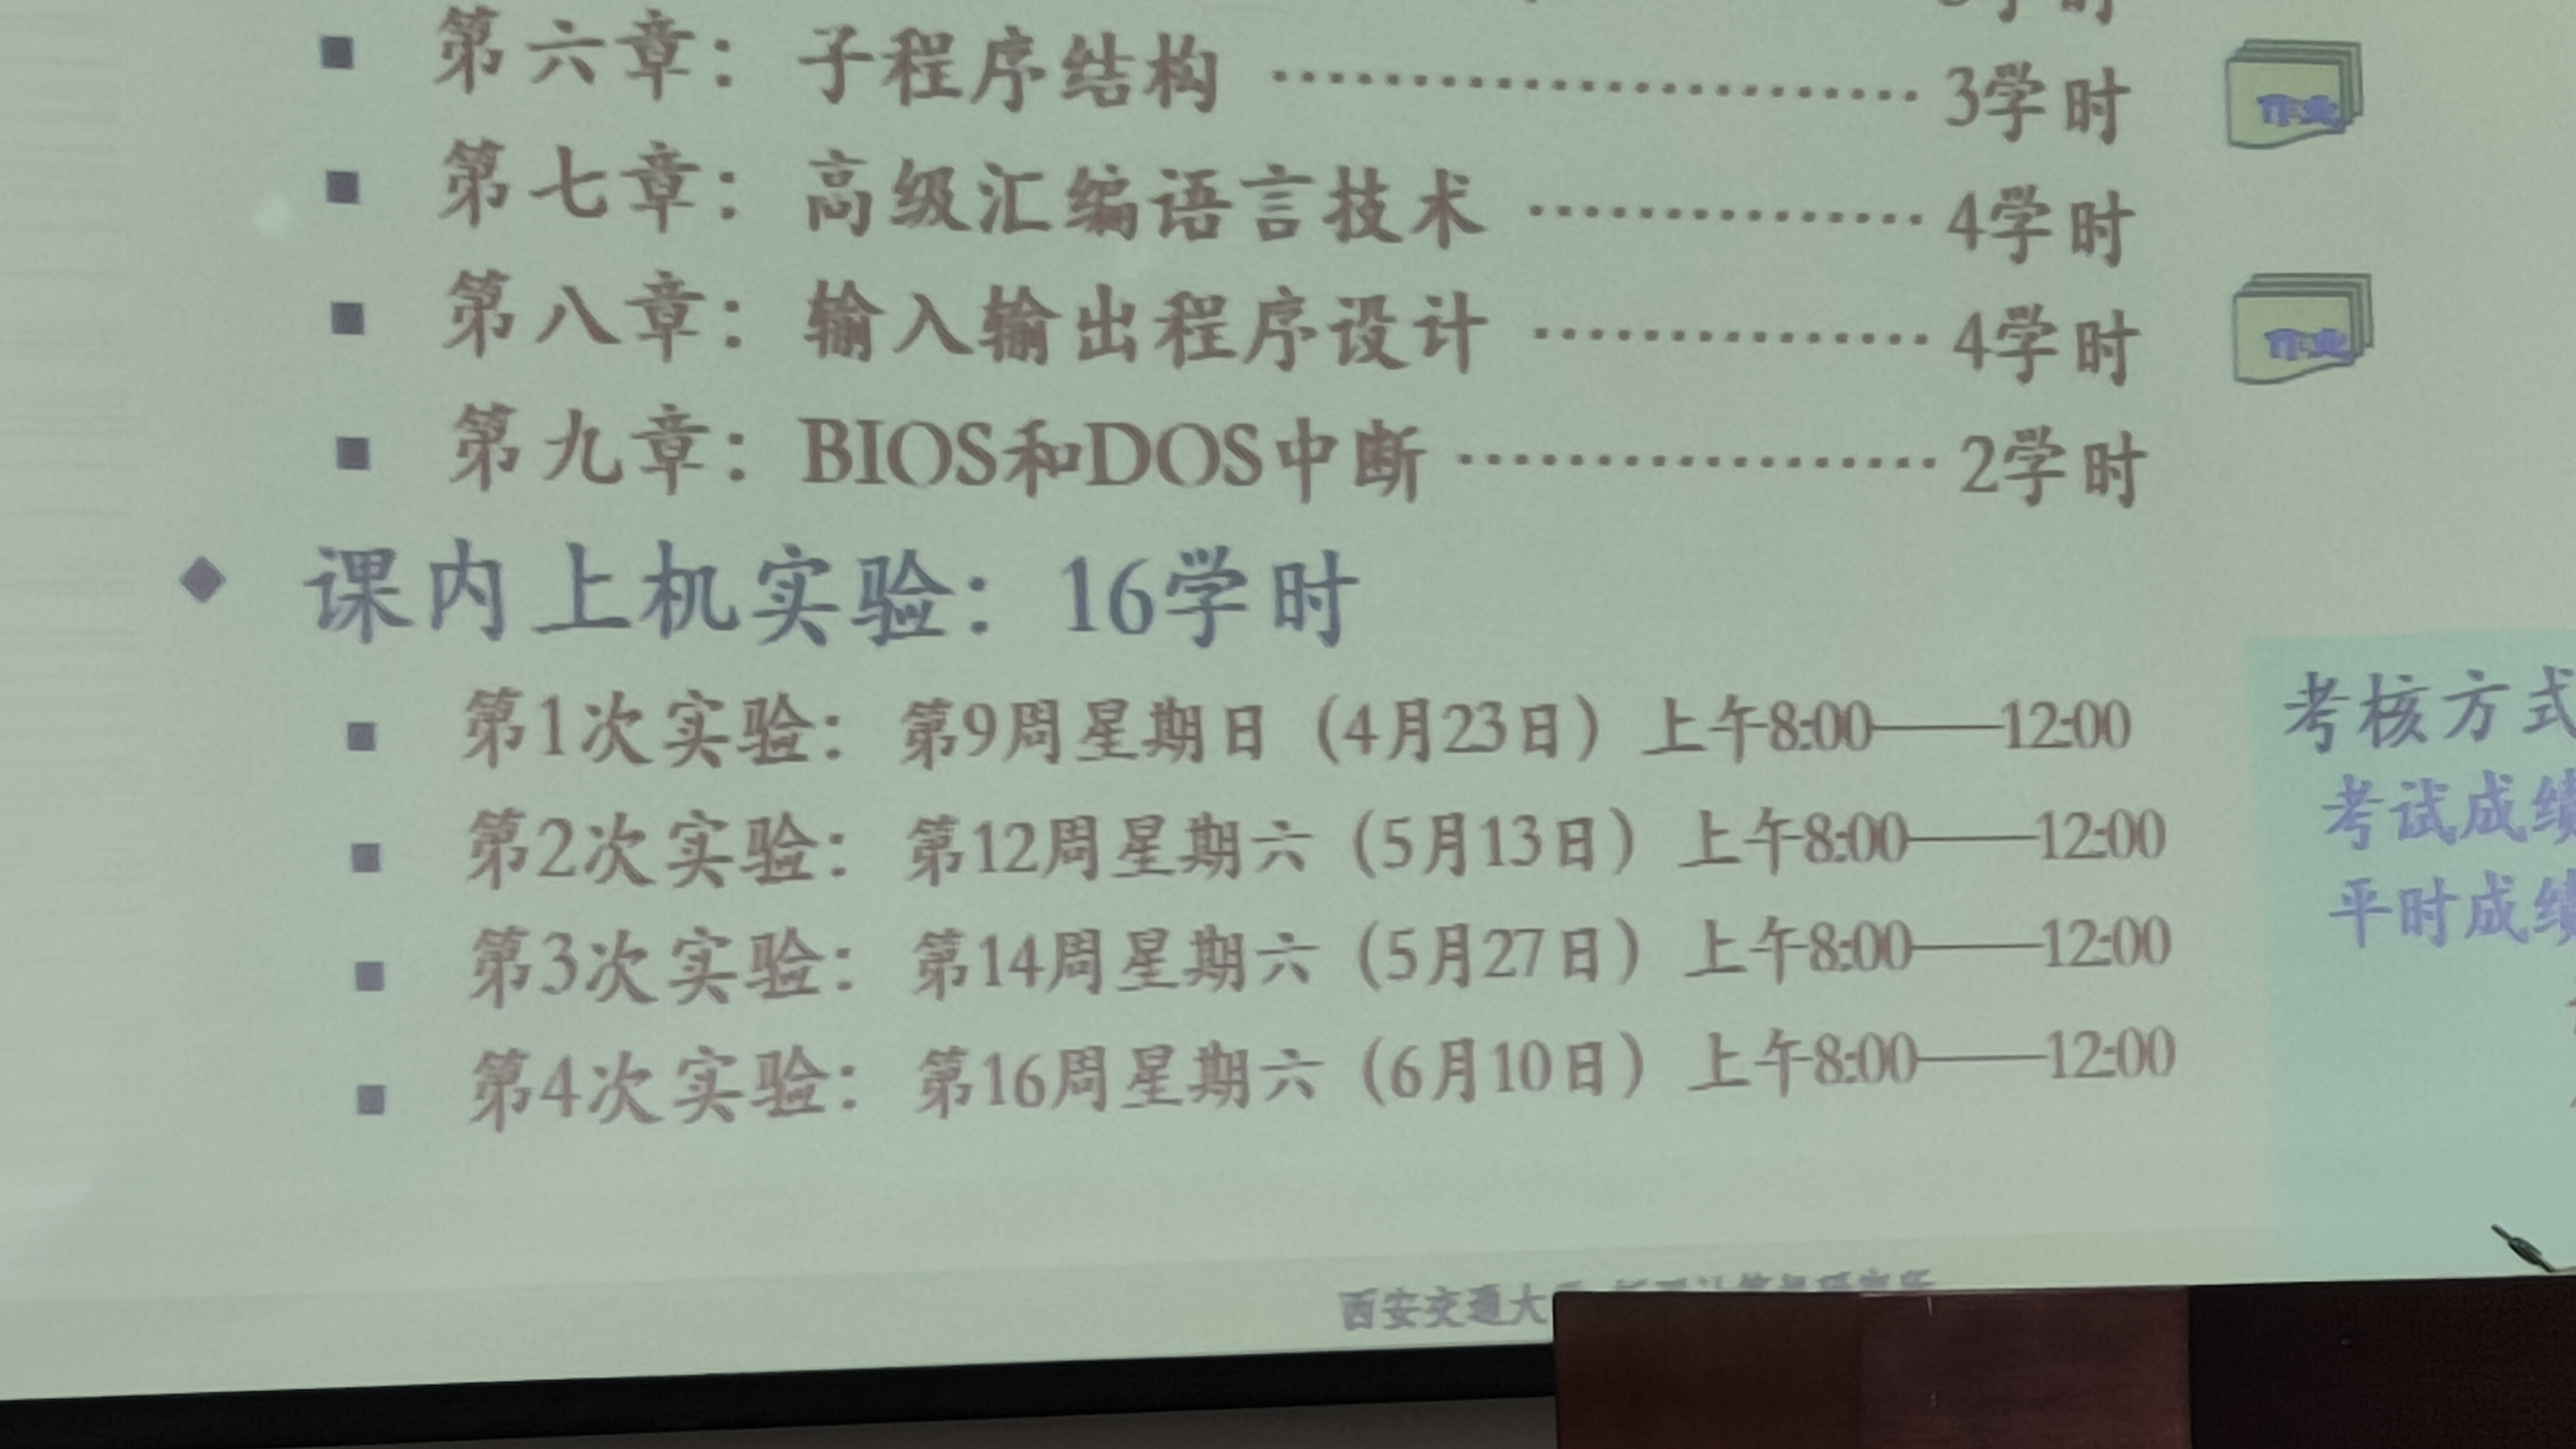 第六章：子程序结构 ……………………… 3学时
作业
第七章：高级汇编语言技术 …………… 4学时
第八章：输入输出程序设计 …………… 4学时
作业
第九章：BIOS和DOS中断 ……………… 2学时
课内上机实验：16学时
第1次实验：第9周星期日（4月23日）上午8:00——12:00
第2次实验：第12周星期六（5月13日）上午8:00——12:00
第3次实验：第14周星期六（5月27日）上午8:00——12:00
第4次实验：第16周星期六（6月10日）上午8:00——12:00
考核方式
考试成绩
平时成绩
西安交通大